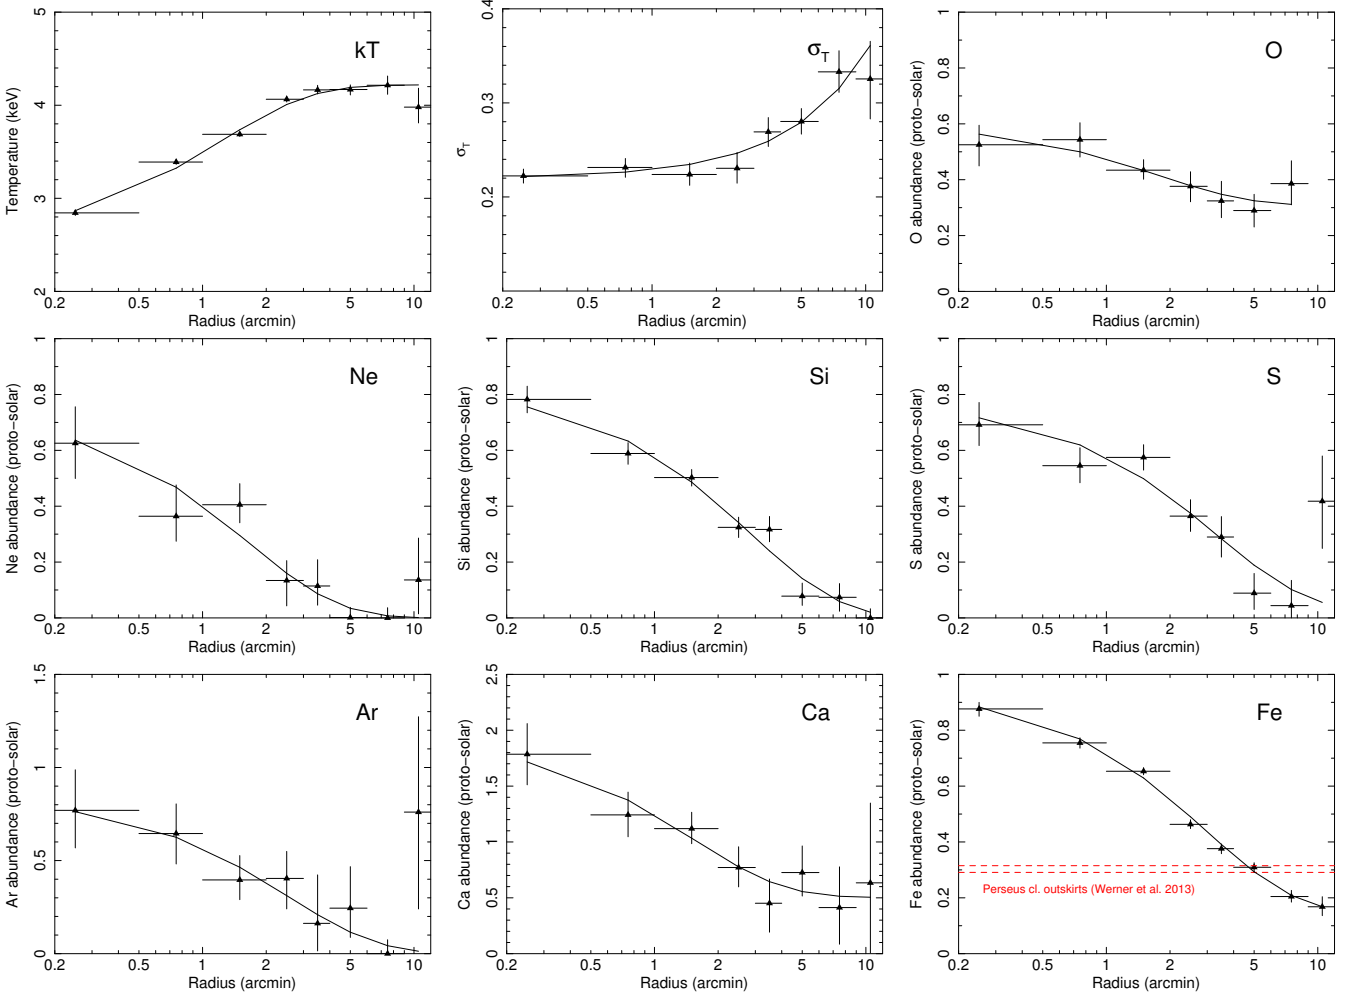 kT
Temperature (keV)
2 3 4 5
0.2 0.5 1 2 5 10
Radius (arcmin)
σT
σT
0.2 0.3 0.4
0.2 0.5 1 2 5 10
Radius (arcmin)
O
O abundance (proto−solar)
0 0.2 0.4 0.6 0.8 1
0.2 0.5 1 2 5 10
Radius (arcmin)
Ne
Ne abundance (proto−solar)
0 0.2 0.4 0.6 0.8 1
0.2 0.5 1 2 5 10
Radius (arcmin)
Si
Si abundance (proto−solar)
0 0.2 0.4 0.6 0.8 1
0.2 0.5 1 2 5 10
Radius (arcmin)
S
S abundance (proto−solar)
0 0.2 0.4 0.6 0.8 1
0.2 0.5 1 2 5 10
Radius (arcmin)
Ar
Ar abundance (proto−solar)
0 0.5 1 1.5
0.2 0.5 1 2 5 10
Radius (arcmin)
Ca
Ca abundance (proto−solar)
0 0.5 1 1.5 2 2.5
0.2 0.5 1 2 5 10
Radius (arcmin)
Fe
Fe abundance (proto−solar)
0 0.2 0.4 0.6 0.8 1
Perseus cl. outskirts (Werner et al. 2013)
0.2 0.5 1 2 5 10
Radius (arcmin)